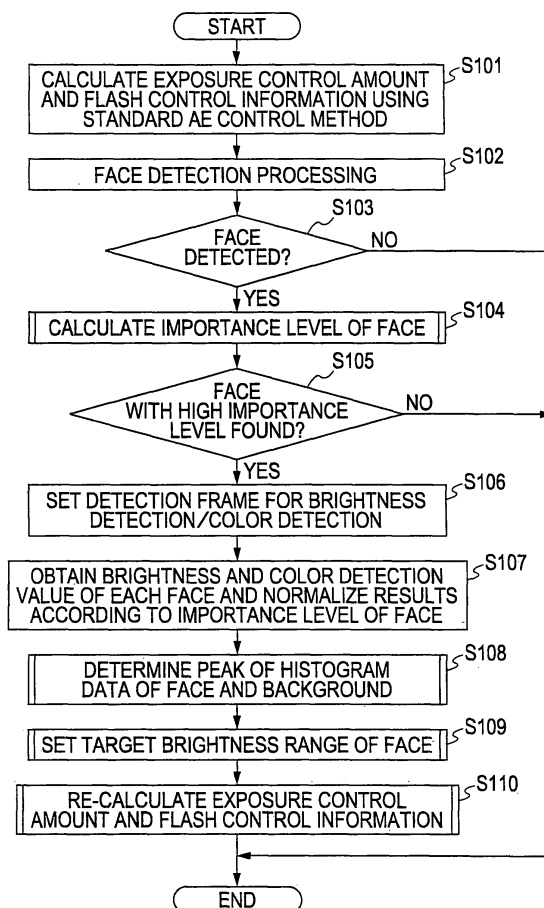 START
CALCULATE EXPOSURE CONTROL AMOUNT
AND FLASH CONTROL INFORMATION USING
STANDARD AE CONTROL METHOD
S101
FACE DETECTION PROCESSING
S102
FACE
DETECTED?
S103
NO
YES
CALCULATE IMPORTANCE LEVEL OF FACE
S104
FACE
WITH HIGH IMPORTANCE
LEVEL FOUND?
S105
NO
YES
SET DETECTION FRAME FOR BRIGHTNESS
DETECTION/COLOR DETECTION
S106
OBTAIN BRIGHTNESS AND COLOR DETECTION
VALUE OF EACH FACE AND NORMALIZE RESULTS
ACCORDING TO IMPORTANCE LEVEL OF FACE
S107
DETERMINE PEAK OF HISTOGRAM
DATA OF FACE AND BACKGROUND
S108
SET TARGET BRIGHTNESS RANGE OF FACE
S109
RE-CALCULATE EXPOSURE CONTROL
AMOUNT AND FLASH CONTROL INFORMATION
S110
END